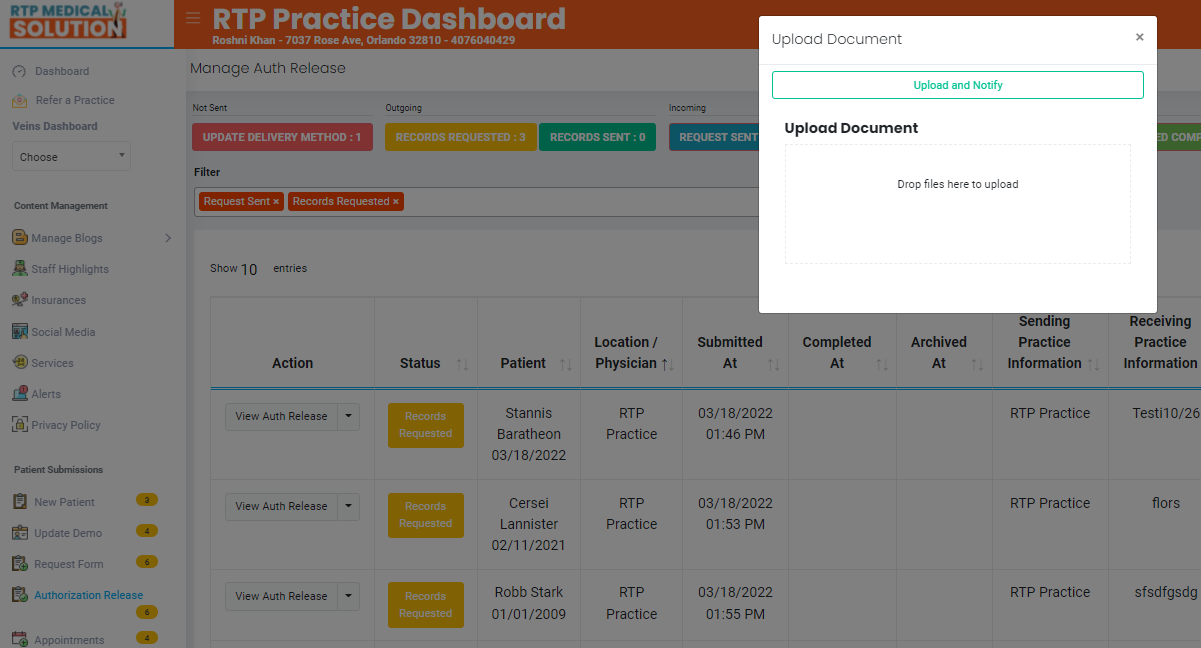 RTP MEDICAL
SOLUTION
RTP Practice Dashboard
Roshni Khan - 7037 Rose Ave, Orlando 32810 - 4076040429
Dashboard
Refer a Practice
Veins Dashboard
Choose
Content Management
Manage Blogs
Staff Highlights
Insurances
Social Media
Services
Alerts
Privacy Policy
Patient Submissions
New Patient 3
Update Demo 4
Request Form 6
Authorization Release
6
Appointments 4
Manage Auth Release
Not Sent
UPDATE DELIVERY METHOD : 1
Outgoing
RECORDS REQUESTED : 3 RECORDS SENT : 0
Incoming
REQUEST SENT
ED COMP
Filter
Request Sent × Records Requested ×
Show 10 entries
Upload Document ×
Upload and Notify
Upload Document
Drop files here to upload
Action
Status
Patient
Location /
Physician
Submitted
At
Completed
At
Archived
At
Sending
Practice
Information
Receiving
Practice
Information
View Auth Release
Records
Requested
Stannis
Baratheon
03/18/2022
RTP
Practice
03/18/2022
01:46 PM
RTP Practice
Testi10/26
View Auth Release
Records
Requested
Cersei
Lannister
02/11/2021
RTP
Practice
03/18/2022
01:53 PM
RTP Practice
flors
View Auth Release
Records
Requested
Robb Stark
01/01/2009
RTP
Practice
03/18/2022
01:55 PM
RTP Practice
sfsdfgsdg